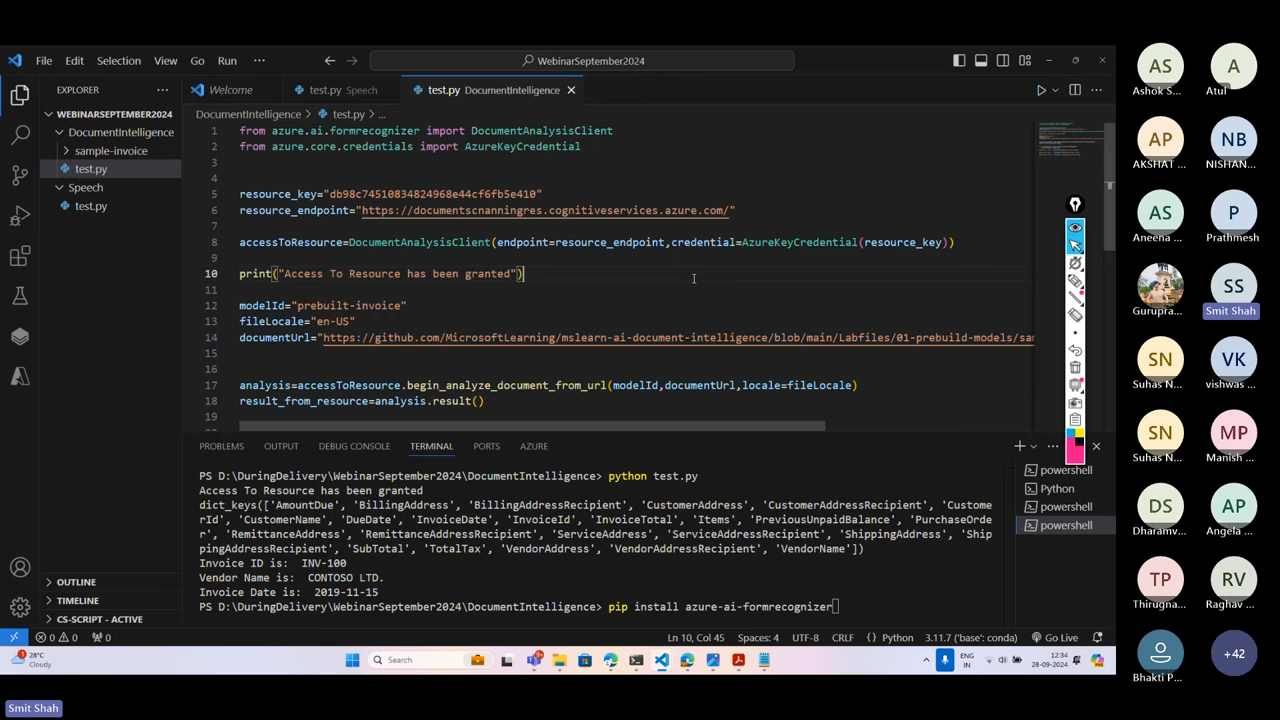 File Edit Selection View Go Run ··· WebinarSeptember2024
EXPLORER
WEBINARSEPTEMBER2024
DocumentIntelligence
sample-invoice
test.py
Speech
test.py
OUTLINE
TIMELINE
CS-SCRIPT - ACTIVE
Welcome test.py Speech test.py DocumentIntelligence
DocumentIntelligence > test.py > ...
1 from azure.ai.formrecognizer import DocumentAnalysisClient
2 from azure.core.credentials import AzureKeyCredential
3
4
5 resource_key="db98c74510834824968e44cf6fb5e410"
6 resource_endpoint="https://documentscnanningres.cognitiveservices.azure.com/"
7
8 accessToResource=DocumentAnalysisClient(endpoint=resource_endpoint,credential=AzureKeyCredential(resource_key))
9
10 print("Access To Resource has been granted")
11
12 modelId="prebuilt-invoice"
13 fileLocale="en-US"
14 documentUrl="https://github.com/MicrosoftLearning/mslearn-ai-document-intelligence/blob/main/Labfiles/01-prebuild-models/sam
15
16
17 analysis=accessToResource.begin_analyze_document_from_url(modelId,documentUrl,locale=fileLocale)
18 result_from_resource=analysis.result()
19
PROBLEMS OUTPUT DEBUG CONSOLE TERMINAL PORTS AZURE
PS D:\DuringDelivery\WebinarSeptember2024\DocumentIntelligence> python test.py
Access To Resource has been granted
dict_keys(['AmountDue', 'BillingAddress', 'BillingAddressRecipient', 'CustomerAddress', 'CustomerAddressRecipient', 'Custome
rId', 'CustomerName', 'DueDate', 'InvoiceDate', 'InvoiceId', 'InvoiceTotal', 'Items', 'PreviousUnpaidBalance', 'PurchaseOrde
r', 'RemittanceAddress', 'RemittanceAddressRecipient', 'ServiceAddress', 'ServiceAddressRecipient', 'ShippingAddress', 'Ship
pingAddressRecipient', 'SubTotal', 'TotalTax', 'VendorAddress', 'VendorAddressRecipient', 'VendorName'])
Invoice ID is: INV-100
Vendor Name is: CONTOSO LTD.
Invoice Date is: 2019-11-15
PS D:\DuringDelivery\WebinarSeptember2024\DocumentIntelligence> pip install azure-ai-formrecognizer
powershell
Python
powershell
powershell
0 0 0 Ln 10, Col 45 Spaces: 4 UTF-8 CRLF Python 3.11.7 ('base': conda) Go Live
1 28°C
Cloudy
Search
ENG
IN
12:34
28-09-2024
AS A
Ashok S... Atul
AP NB
AKSHAT ... NISHAN...
AS P
Aneena ... Prathmesh
SS
Gurupra... Smit Shah
SN VK
Suhas N... vishwas ...
SN MP
Suhas N... Manish ...
DS AP
Dharamv... Angela ...
TP RV
Thirugna... Raghav ...
+42
Bhakti P...
Smit Shah